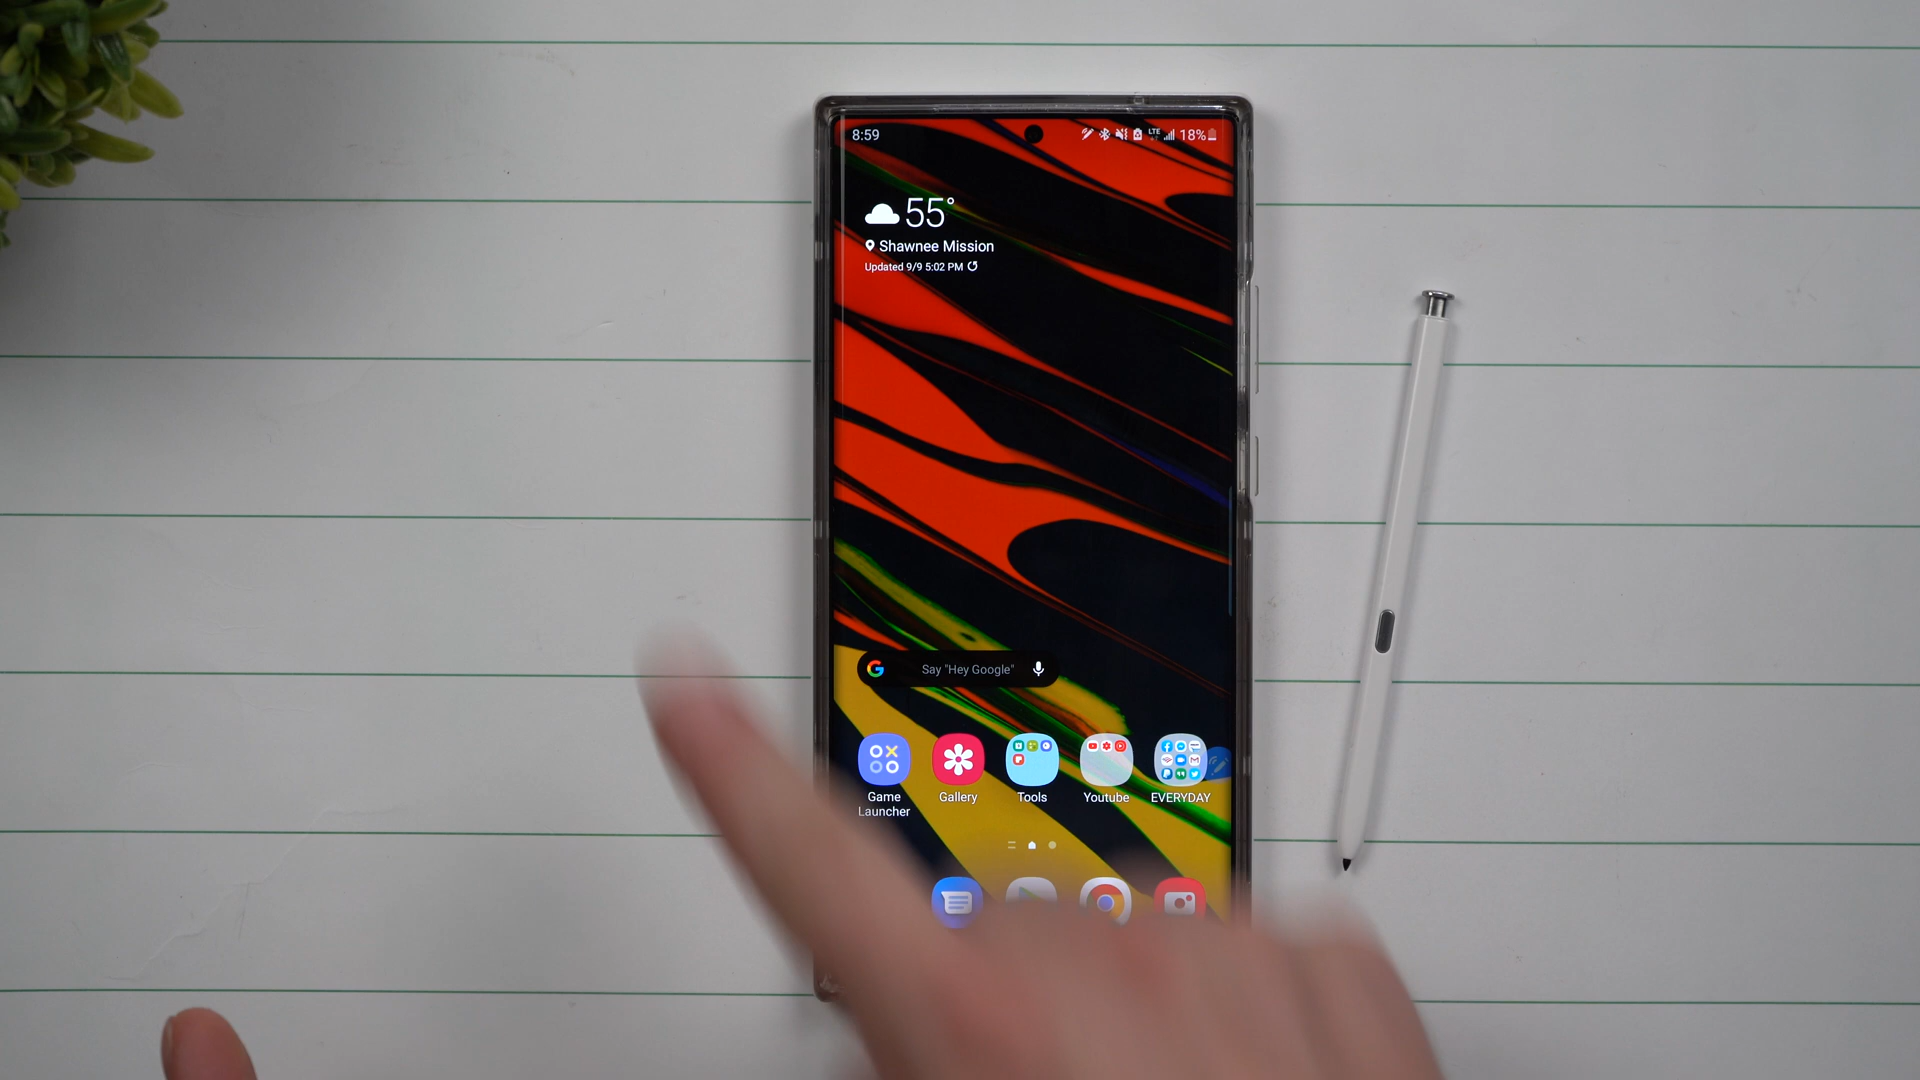 8:59 LTE 18%
55°
Shawnee Mission
Updated 9/9 5:02 PM
Say "Hey Google"
Game Launcher
Gallery
Tools
Youtube
EVERYDAY